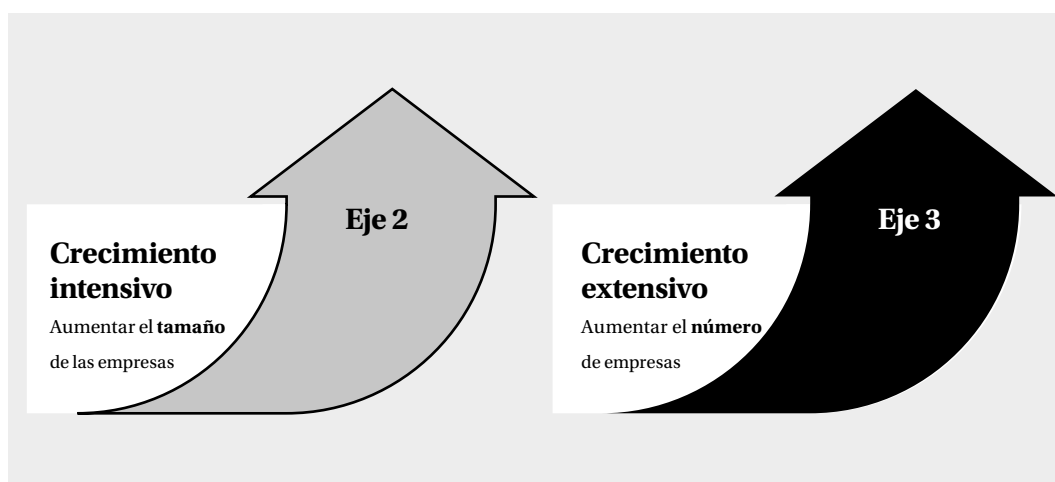 Eje 2
Crecimiento
intensivo
Aumentar el tamaño
de las empresas
Eje 3
Crecimiento
extensivo
Aumentar el número
de empresas